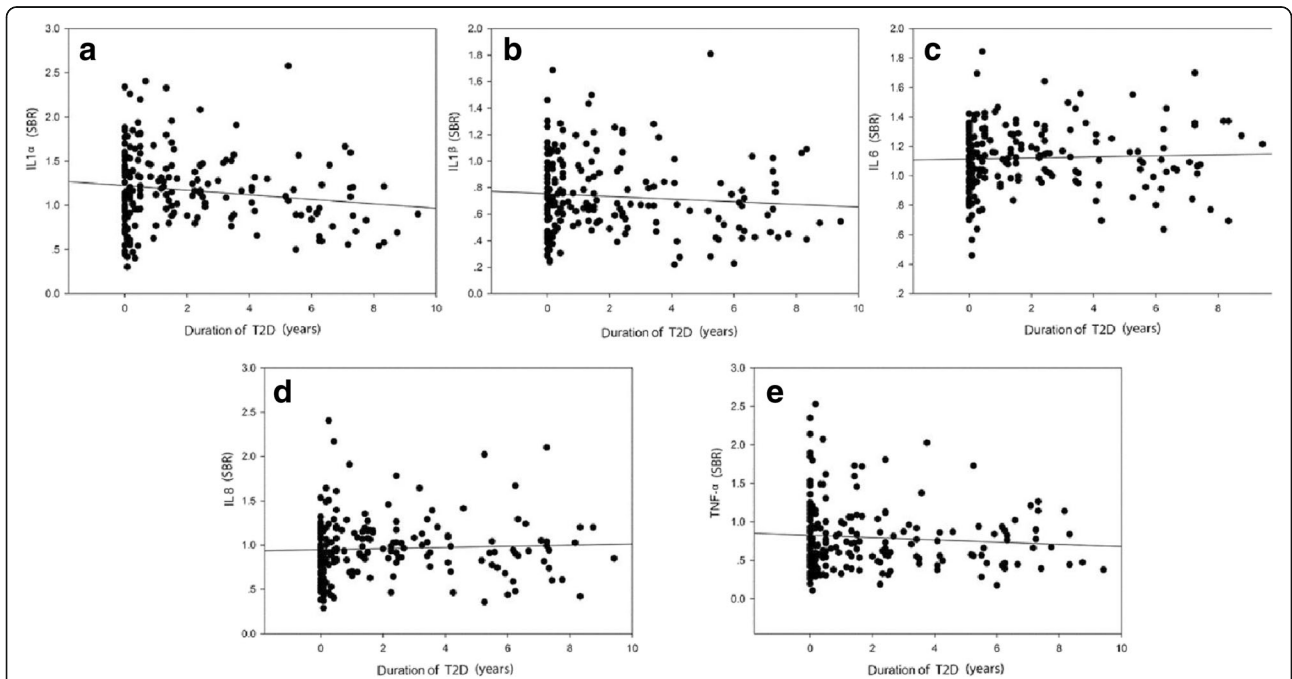 a
3.0
2.5
2.0
1.5
1.0
.5
0.0
IL1α (SBR)
0 2 4 6 8 10
Duration of T2D (years)
b
2.0
1.8
1.6
1.4
1.2
1.0
.8
.6
.4
.2
0.0
IL1β (SBR)
0 2 4 6 8 10
Duration of T2D (years)
c
2.0
1.8
1.6
1.4
1.2
1.0
.8
.6
.4
.2
IL 6 (SBR)
0 2 4 6 8
Duration of T2D (years)
d
3.0
2.5
2.0
1.5
1.0
.5
0.0
IL 8 (SBR)
0 2 4 6 8 10
Duration of T2D (years)
e
3.0
2.5
2.0
1.5
1.0
.5
0.0
TNF-α (SBR)
0 2 4 6 8 10
Duration of T2D (years)